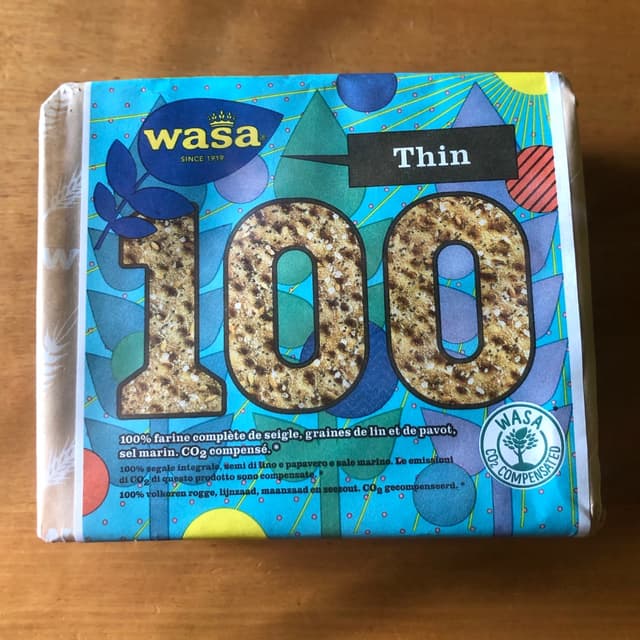 wasa
SINCE 1919
Thin
100
100% farine complète de seigle, graines de lin et de pavot,
sel marin. CO2 compensé.*
100% segale integrale, semi di lino e papavero e sale marino. Le emissioni
di CO2 di questo prodotto sono compensate. *
100% volkoren rogge, lijnzaad, maanzaad en zeezout. CO2 gecompenseerd. *
WASA
CO2 COMPENSATED